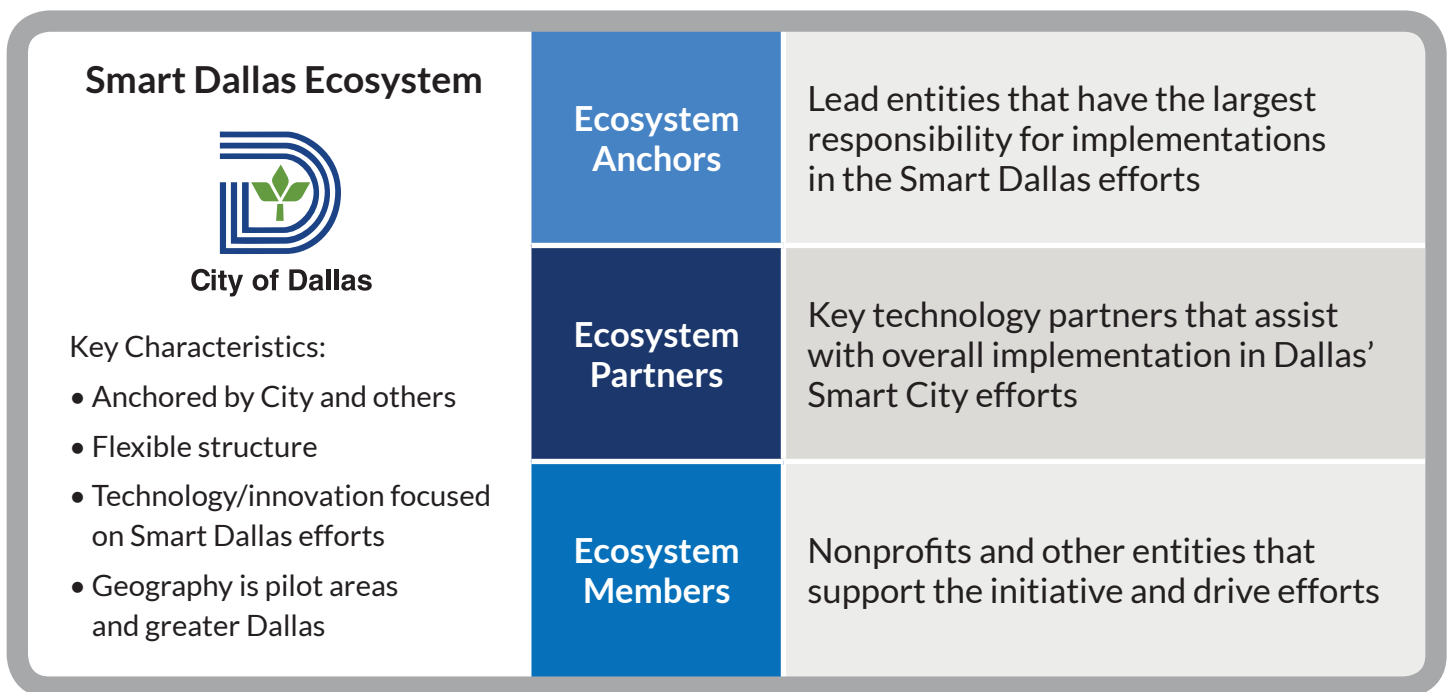 Smart Dallas Ecosystem
City of Dallas
Key Characteristics:
• Anchored by City and others
• Flexible structure
• Technology/innovation focused
on Smart Dallas efforts
• Geography is pilot areas
and greater Dallas
Ecosystem
Anchors
Lead entities that have the largest
responsibility for implementations
in the Smart Dallas efforts
Ecosystem
Partners
Key technology partners that assist
with overall implementation in Dallas’
Smart City efforts
Ecosystem
Members
Nonprofits and other entities that
support the initiative and drive efforts